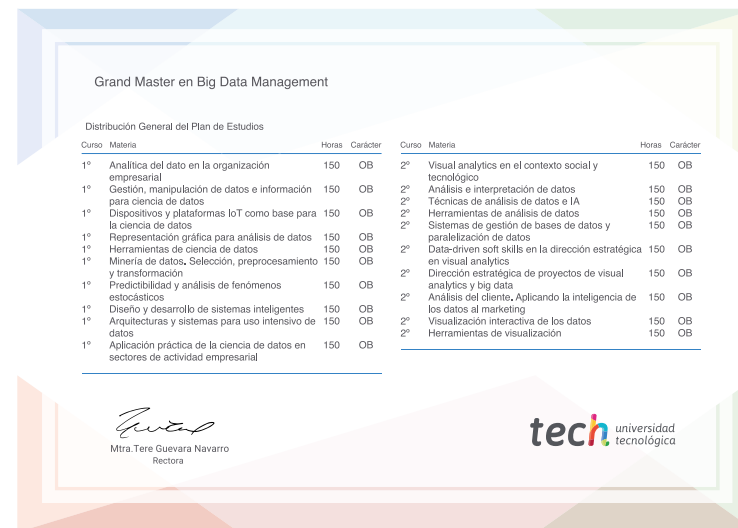 Grand Master en Big Data Management
Distribución General del Plan de Estudios
Curso Materia Horas Carácter
1º Analítica del dato en la organización 150 OB
empresarial
1º Gestión, manipulación de datos e información 150 OB
para ciencia de datos
1º Dispositivos y plataformas IoT como base para 150 OB
la ciencia de datos
1º Representación gráfica para análisis de datos 150 OB
1º Herramientas de ciencia de datos 150 OB
1º Minería de datos. Selección, preprocesamiento 150 OB
y transformación
1º Predictibilidad y análisis de fenómenos 150 OB
estocásticos
1º Diseño y desarrollo de sistemas inteligentes 150 OB
1º Arquitecturas y sistemas para uso intensivo de 150 OB
datos
1º Aplicación práctica de la ciencia de datos en 150 OB
sectores de actividad empresarial
Curso Materia Horas Carácter
2º Visual analytics en el contexto social y 150 OB
tecnológico
2º Análisis e interpretación de datos 150 OB
2º Técnicas de análisis de datos e IA 150 OB
2º Herramientas de análisis de datos 150 OB
2º Sistemas de gestión de bases de datos y 150 OB
paralelización de datos
2º Data-driven soft skills en la dirección estratégica 150 OB
en visual analytics
2º Dirección estratégica de proyectos de visual 150 OB
analytics y big data
2º Análisis del cliente. Aplicando la inteligencia de 150 OB
los datos al marketing
2º Visualización interactiva de los datos 150 OB
2º Herramientas de visualización 150 OB
Mtra.Tere Guevara Navarro
Rectora
tech universidad
tecnológica